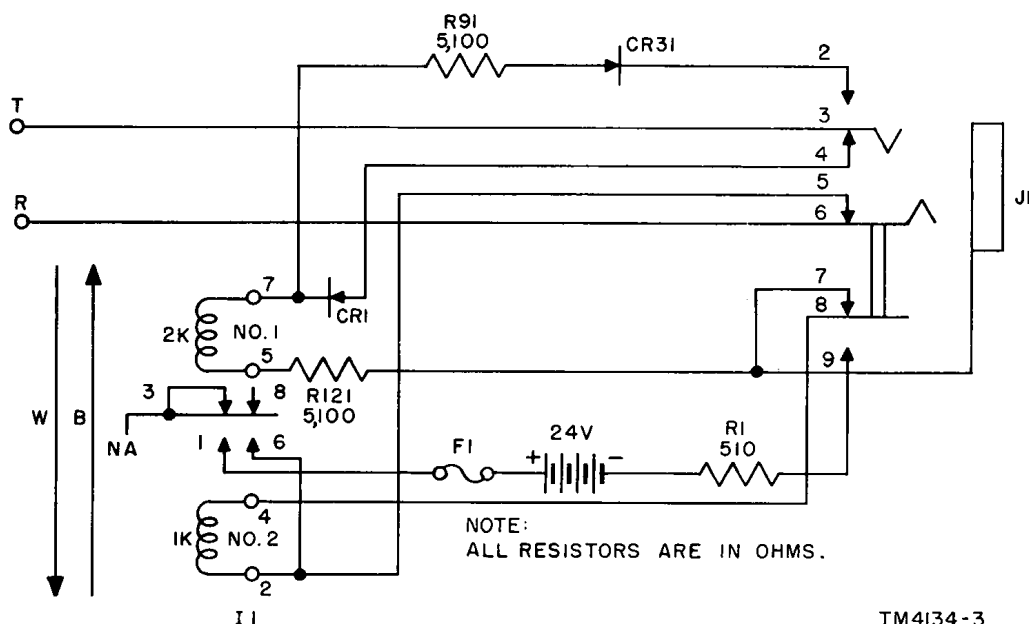 R91
5,100
CR31
2
T
3
4
5
R
6
J1
7
7
8
CR1
2K
NO. 1
5
9
3
8
R121
5,100
W
B
NA
1
6
F1
+
24V
-
R1
510
4
1K
NO. 2
NOTE:
ALL RESISTORS ARE IN OHMS.
2
I1
TM4134-3